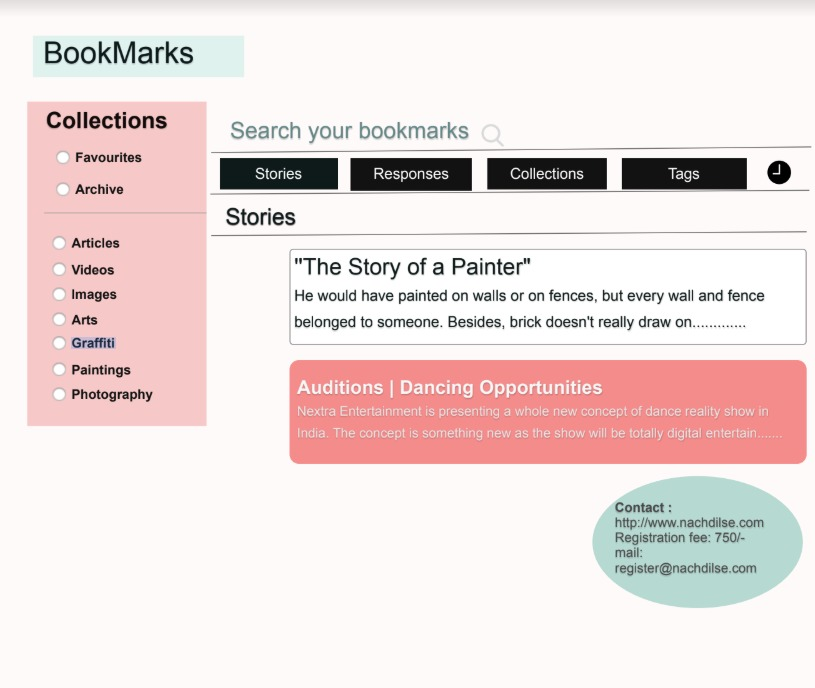 BookMarks
Collections
Favourites
Archive
Articles
Videos
Images
Arts
Graffiti
Paintings
Photography
Search your bookmarks
Stories
Responses
Collections
Tags
Stories
"The Story of a Painter"
He would have painted on walls or on fences, but every wall and fence
belonged to someone. Besides, brick doesn't really draw on.............
Auditions | Dancing Opportunities
Nextra Entertainment is presenting a whole new concept of dance reality show in
India. The concept is something new as the show will be totally digital entertain.......
Contact :
http://www.nachdilse.com
Registration fee: 750/-
mail:
register@nachdilse.com